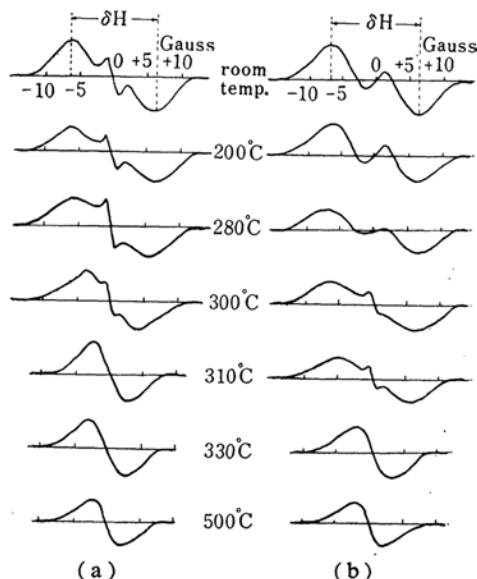 δH δH
Gauss Gauss
0 +5 +10 0 +5 +10
-10 -5 room -10 -5
temp.
200°C
280°C
300°C
310°C
330°C
500°C
(a) (b)